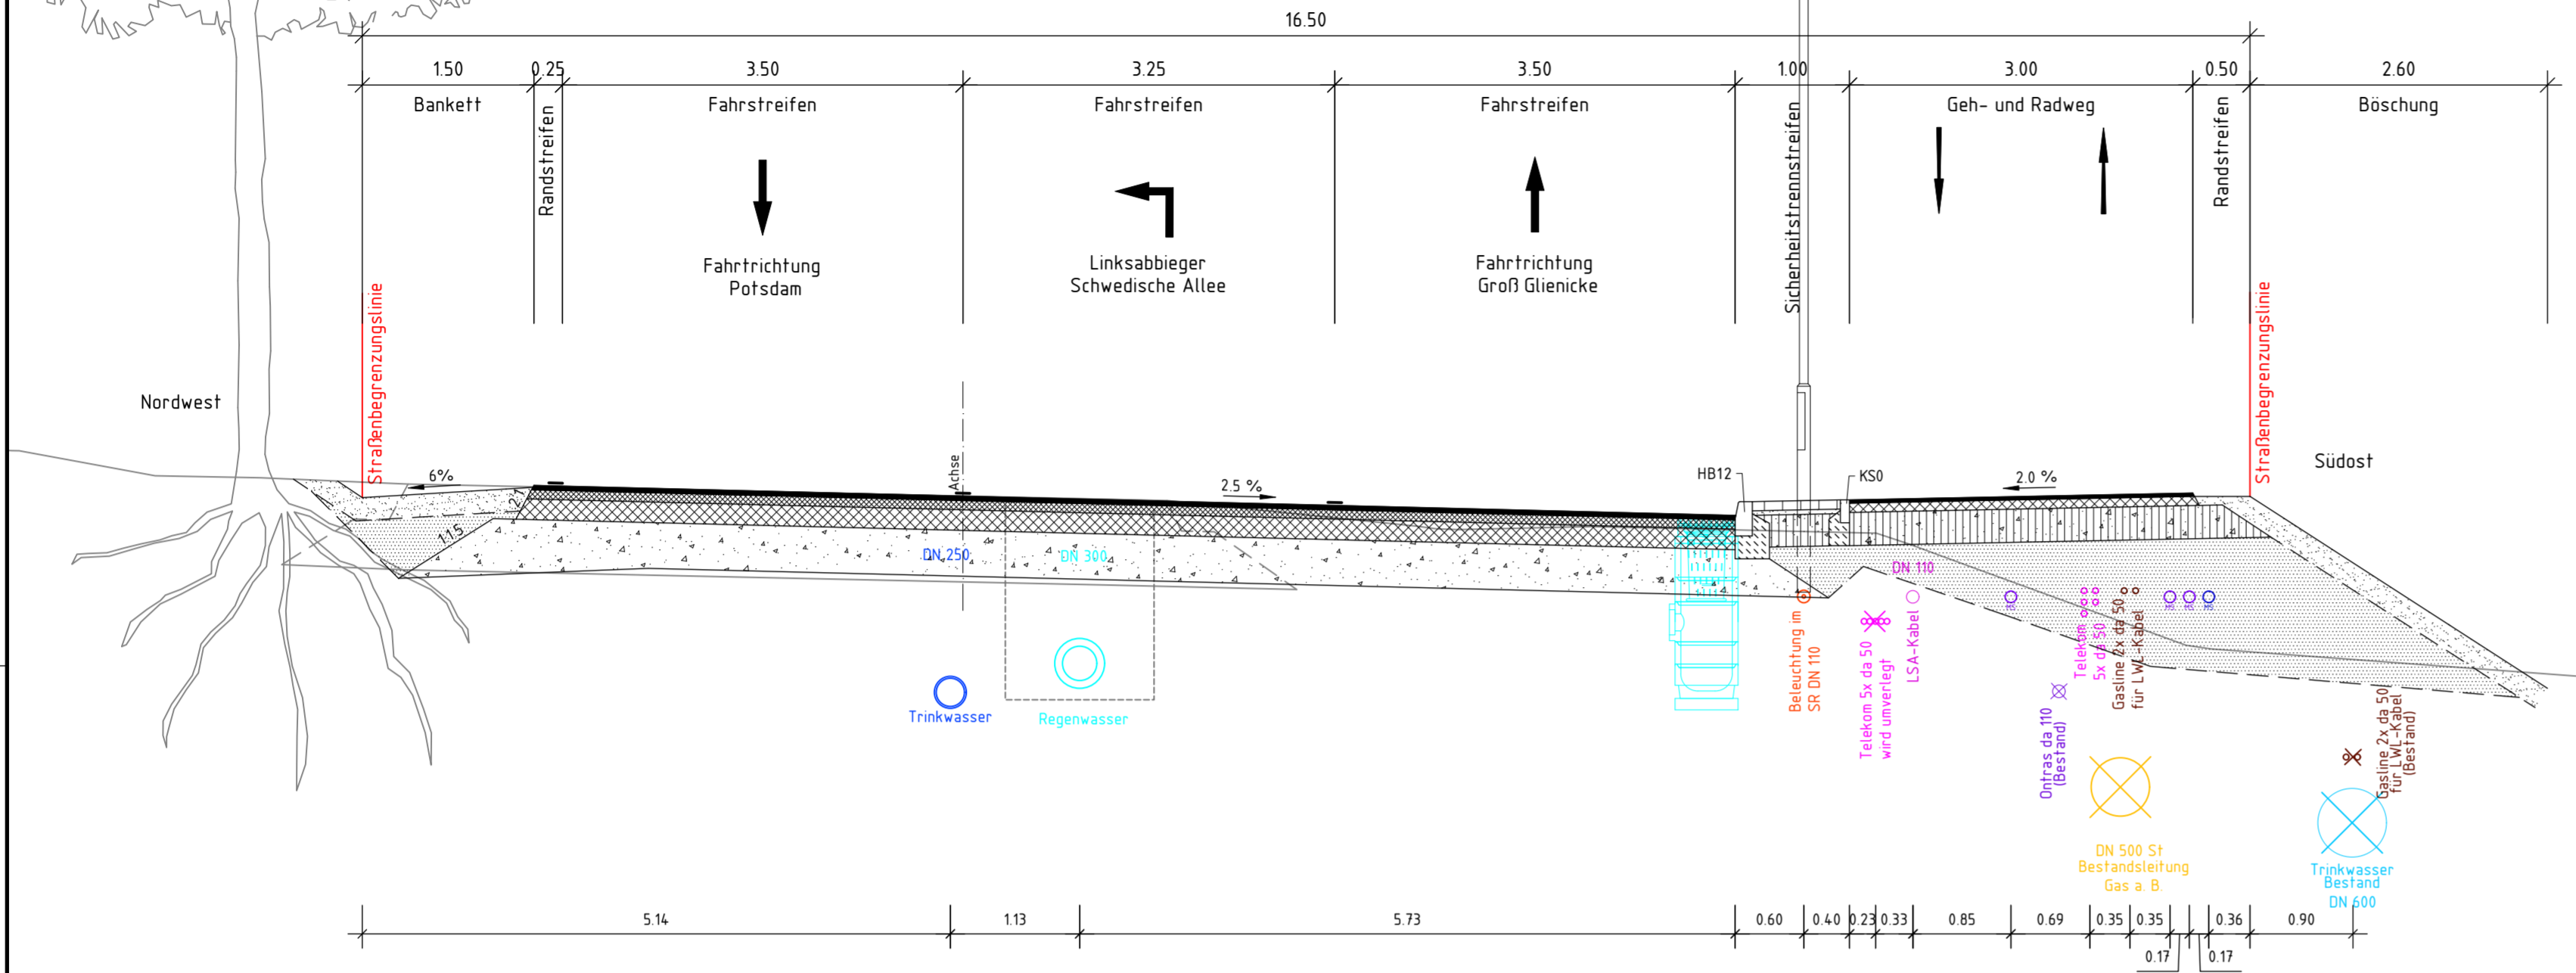 16.50
1.50
0.25
3.50
3.25
3.50
1.00
3.00
0.50
2.60
Bankett
Randstreifen
Fahrstreifen
Fahrstreifen
Fahrstreifen
Sicherheitstrennstreifen
Geh- und Radweg
Randstreifen
Böschung
Fahrtrichtung
Potsdam
Linksabbieger
Schwedische Allee
Fahrtrichtung
Groß Glienicke
Straßenbegrenzungslinie
Straßenbegrenzungslinie
Nordwest
Südost
Achse
6%
2.5 %
HB12
KS0
2.0 %
2:1
1:1.5
DN 250
DN 300
DN 110
Trinkwasser
Regenwasser
Beleuchtung im
SR DN 110
Telekom 5x da 50
wird umverlegt
LSA-Kabel
Ontras da 110
(Bestand)
Telekom
5x da 50
Gasline 2x da 50
für LWL-Kabel
Gasline 2x da 50
für LWL-Kabel
(Bestand)
DN 500 St
Bestandsleitung
Gas a. B.
Trinkwasser
Bestand
DN 600
5.14
1.13
5.73
0.60
0.40
0.23
0.33
0.85
0.69
0.35
0.35
0.36
0.90
0.17
0.17